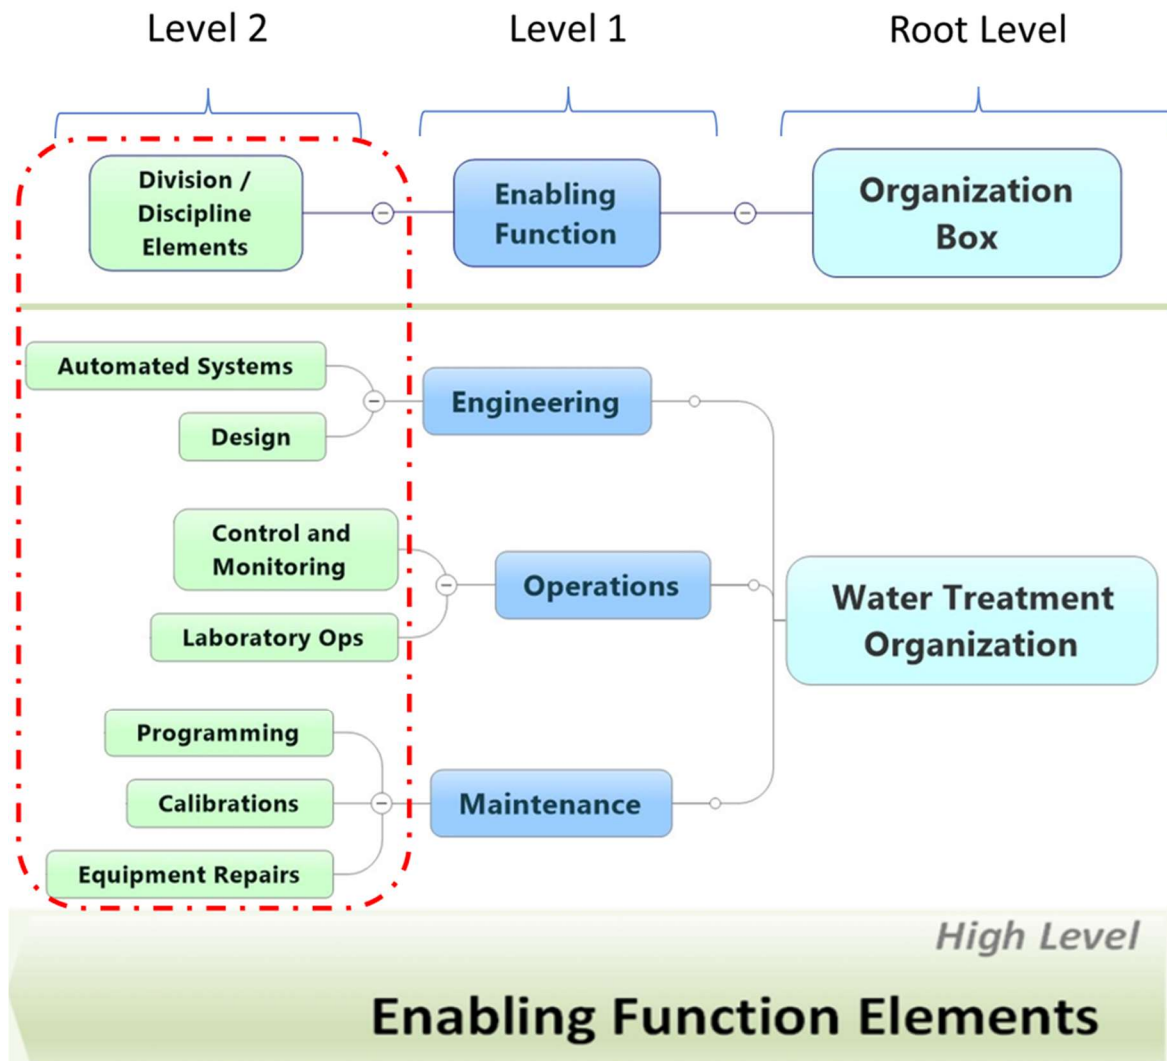 Level 2
Level 1
Root Level
Division /
Discipline
Elements
Enabling
Function
Organization
Box
Automated Systems
Design
Engineering
Control and
Monitoring
Laboratory Ops
Operations
Water Treatment
Organization
Programming
Calibrations
Equipment Repairs
Maintenance
High Level
Enabling Function Elements